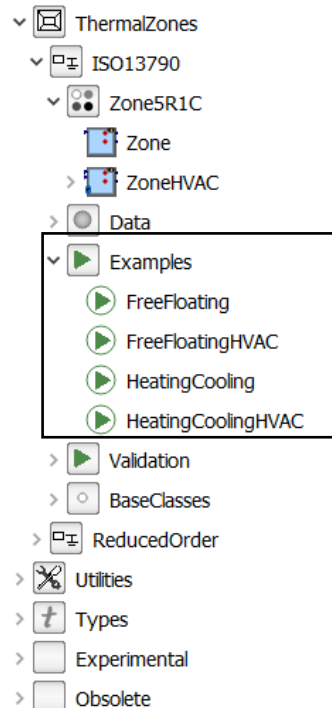 ThermalZones
ISO13790
Zone5R1C
Zone
ZoneHVAC
Data
Examples
FreeFloating
FreeFloatingHVAC
HeatingCooling
HeatingCoolingHVAC
Validation
BaseClasses
ReducedOrder
Utilities
t Types
Experimental
Obsolete